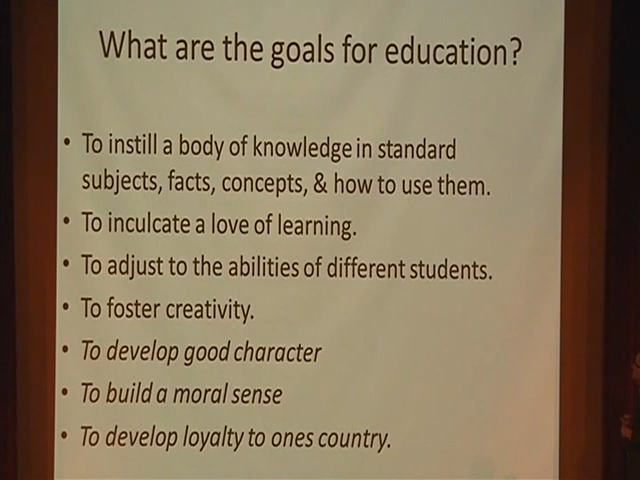 What are the goals for education?
• To instill a body of knowledge in standard
subjects, facts, concepts, & how to use them.
• To inculcate a love of learning.
• To adjust to the abilities of different students.
• To foster creativity.
• To develop good character
• To build a moral sense
• To develop loyalty to ones country.